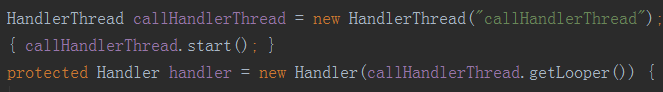 HandlerThread callHandlerThread = new HandlerThread("callHandlerThread");
{ callHandlerThread.start(); }
protected Handler handler = new Handler(callHandlerThread.getLooper()) {